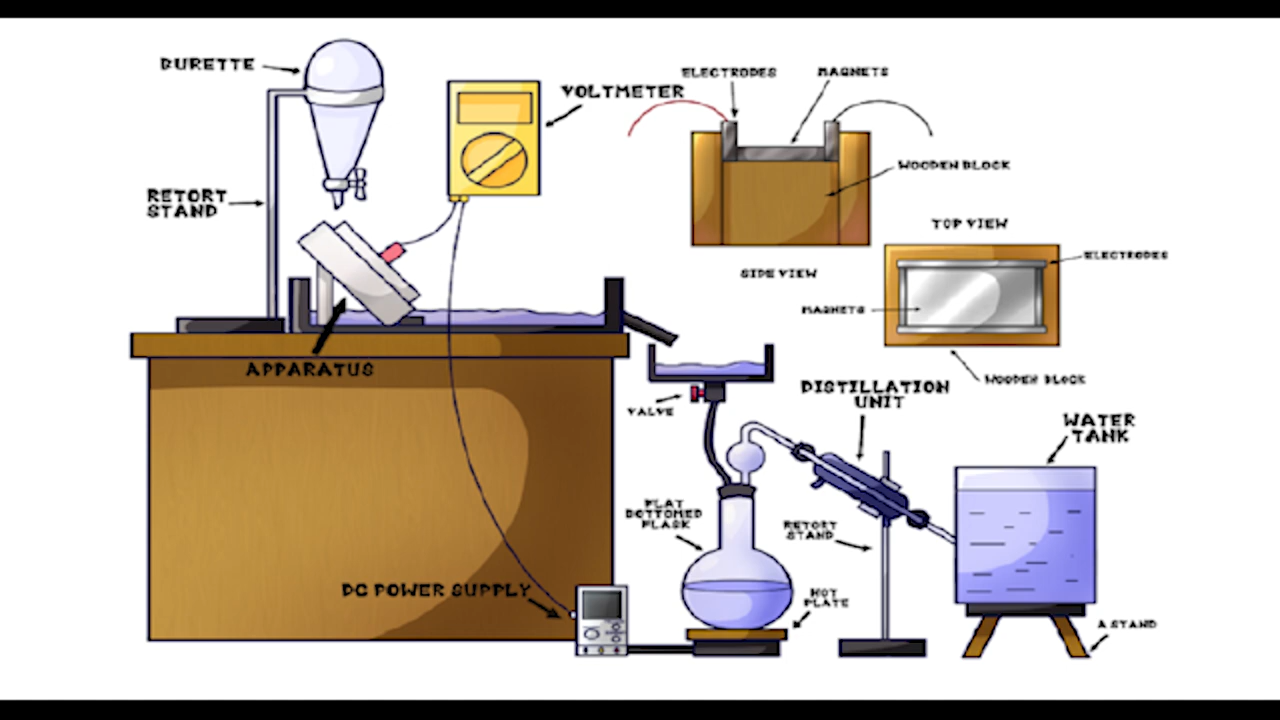 BURETTE
VOLTMETER
ELECTRODES
MAGNETS
RETORT
STAND
WOODEN BLOCK
TOP VIEW
SIDE VIEW
ELECTRODES
MAGNETS
APPARATUS
WOODEN BLOCK
VALVE
DISTILLATION
UNIT
WATER
TANK
FLAT
BOTTOMED
FLASK
RETORT
STAND
DC POWER SUPPLY
HOT
PLATE
A STAND